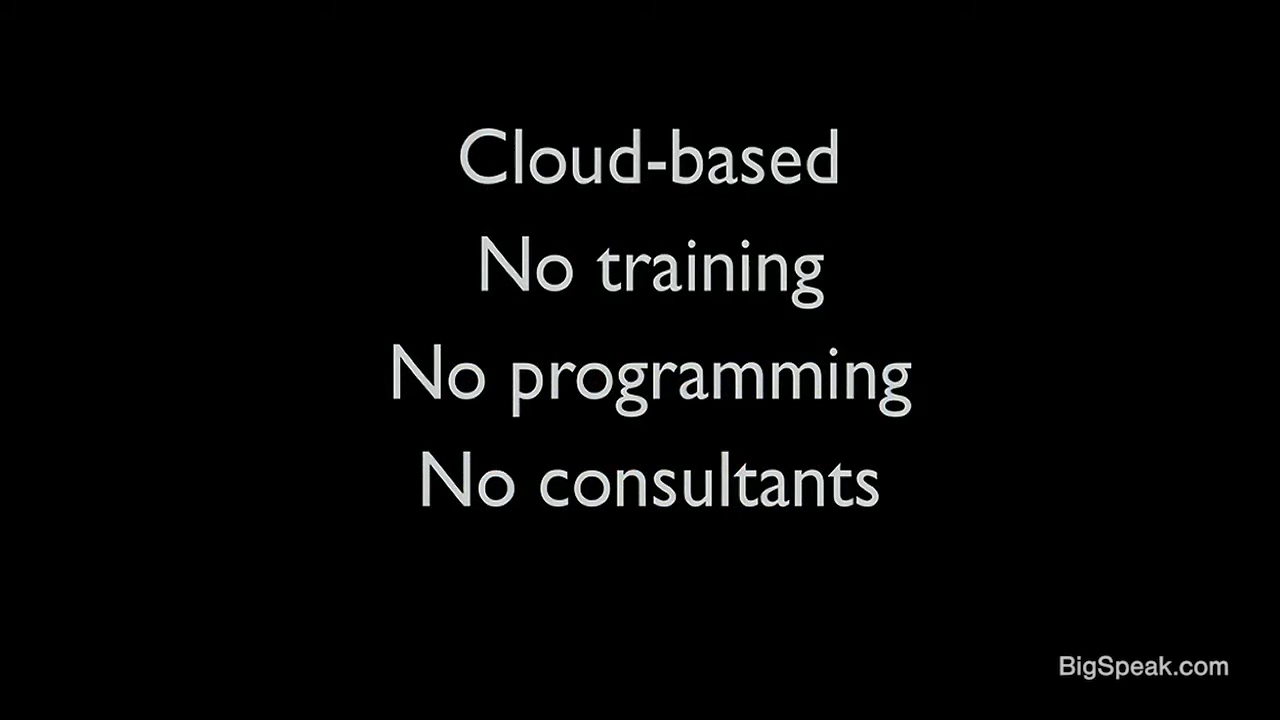 Cloud-based
No training
No programming
No consultants
BigSpeak.com